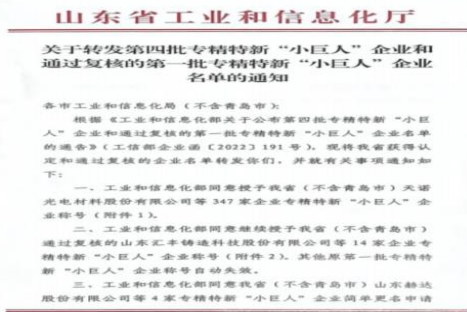 山东省工业和信息化厅
关于转发第四批专精特新“小巨人”企业和
通过复核的第一批专精特新“小巨人”企业
名单的通知
各市工业和信息化局（不含青岛市）：
根据《工业和信息化部关于公布第四批专精特新“小巨
人”企业和通过复核的第一批专精特新“小巨人”企业名单
的通告》（工信部企业函〔2022〕191号），现将我省获得认
定和通过复核的企业名单转发你们，并就有关事项通知如
下：
一、工业和信息化部同意授予我省（不含青岛市）天诺
光电材料股份有限公司等347家企业专精特新“小巨人”企
业称号（附件1）。
二、工业和信息化部同意继续授予我省（不含青岛市）
通过复核的山东汇丰铸造科技股份有限公司等14家企业专
精特新“小巨人”企业称号（附件2）。其他原第一批专精特
新“小巨人”企业称号自动失效。
三、工业和信息化部同意我省（不含青岛市）山东赫达
股份有限公司等4家专精特新“小巨人”企业简单更名申请